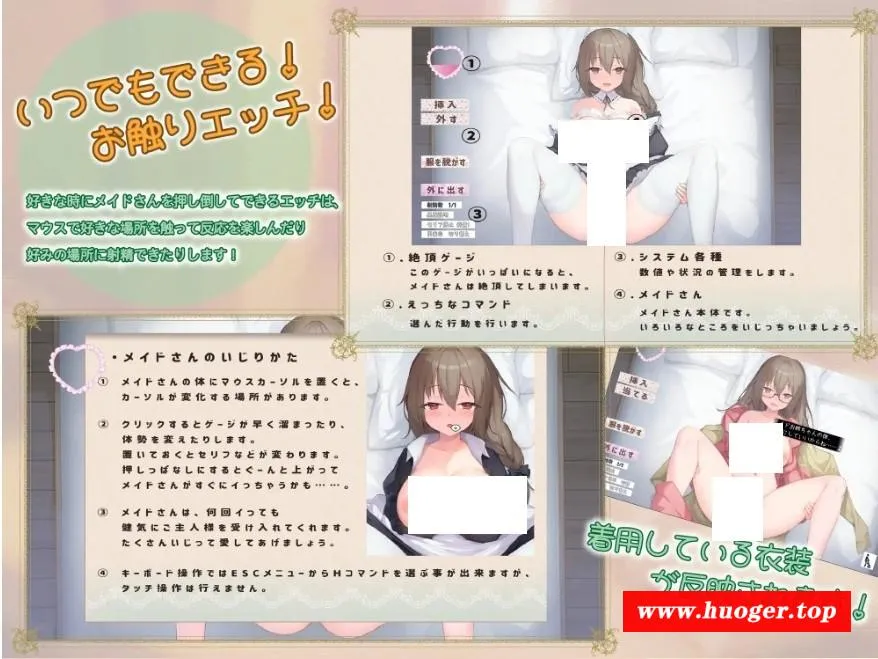 いつでもできる！
お触りエッチ！
好きな時にメイドさんを押し倒してできるエッチは、
マウスで好きな場所を触って反応を楽しんだり
好みの場所に射精できたりします！
①
挿入
外す
②
服を脱がす
外に出す
③
①.絶頂ゲージ
このゲージがいっぱいになると、
メイドさんは絶頂してしまいます。
②.えっちなコマンド
選んだ行動を行います。
③.システム各種
数値や状況の管理をします。
④.メイドさん
メイドさん本体です。
いろいろなところをいじっちゃいましょう。
・メイドさんのいじりかた
① メイドさんの体にマウスカーソルを置くと、
カーソルが変化する場所があります。
② クリックするとゲージが早く溜まったり、
体勢を変えたりします。
置いておくとセリフなどが変わります。
押しっぱなしにするとぐーんと上がって
メイドさんがすぐにイっちゃうかも……。
③ メイドさんは、何回イっても
健気にご主人様を受け入れてくれます。
たくさんいじって愛してあげましょう。
④ キーボード操作ではESCメニューからHコマンドを選ぶ事が出来ますが、
タッチ操作は行えません。
挿入
当てる
服を脱がす
外に出す
着用している衣装
が反映され
www.huoger.top